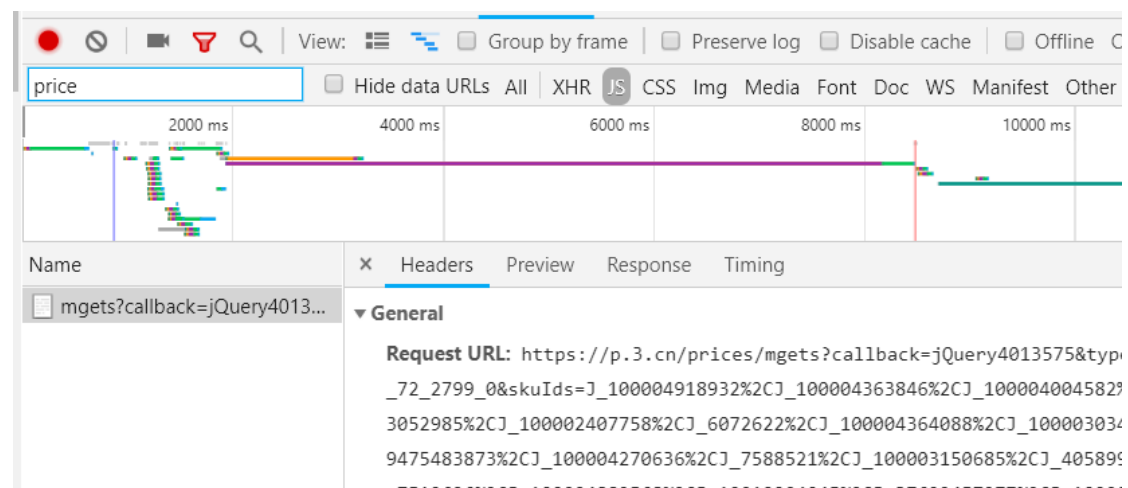 View: Group by frame Preserve log Disable cache Offline
price Hide data URLs All XHR JS CSS Img Media Font Doc WS Manifest Other
2000 ms 4000 ms 6000 ms 8000 ms 10000 ms
Name × Headers Preview Response Timing
mgets?callback=jQuery4013...
▼ General
Request URL: https://p.3.cn/prices/mgets?callback=jQuery4013575&type
_72_2799_0&skuIds=J_100004918932%2CJ_100004363846%2CJ_100004004582%
3052985%2CJ_100002407758%2CJ_6072622%2CJ_100004364088%2CJ_100003034
9475483873%2CJ_100004270636%2CJ_7588521%2CJ_100003150685%2CJ_405899